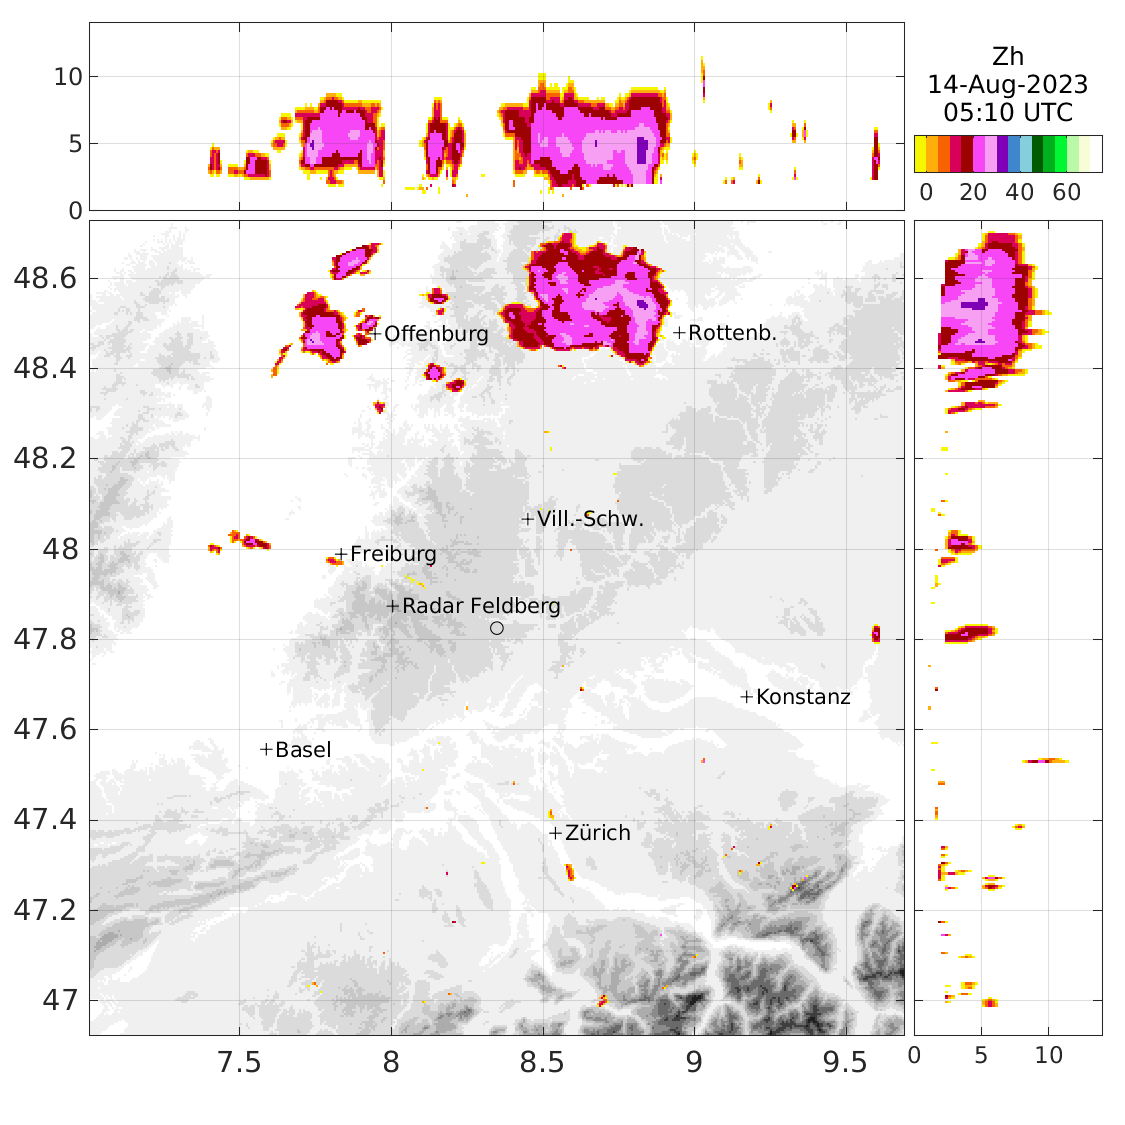 10
5
0
Zh
14-Aug-2023
05:10 UTC
0 20 40 60
48.6
48.4
48.2
48
47.8
47.6
47.4
47.2
47
Offenburg
Rottenb.
Vill.-Schw.
Freiburg
Radar Feldberg
Konstanz
Basel
Zürich
7.5 8 8.5 9 9.5
0 5 10